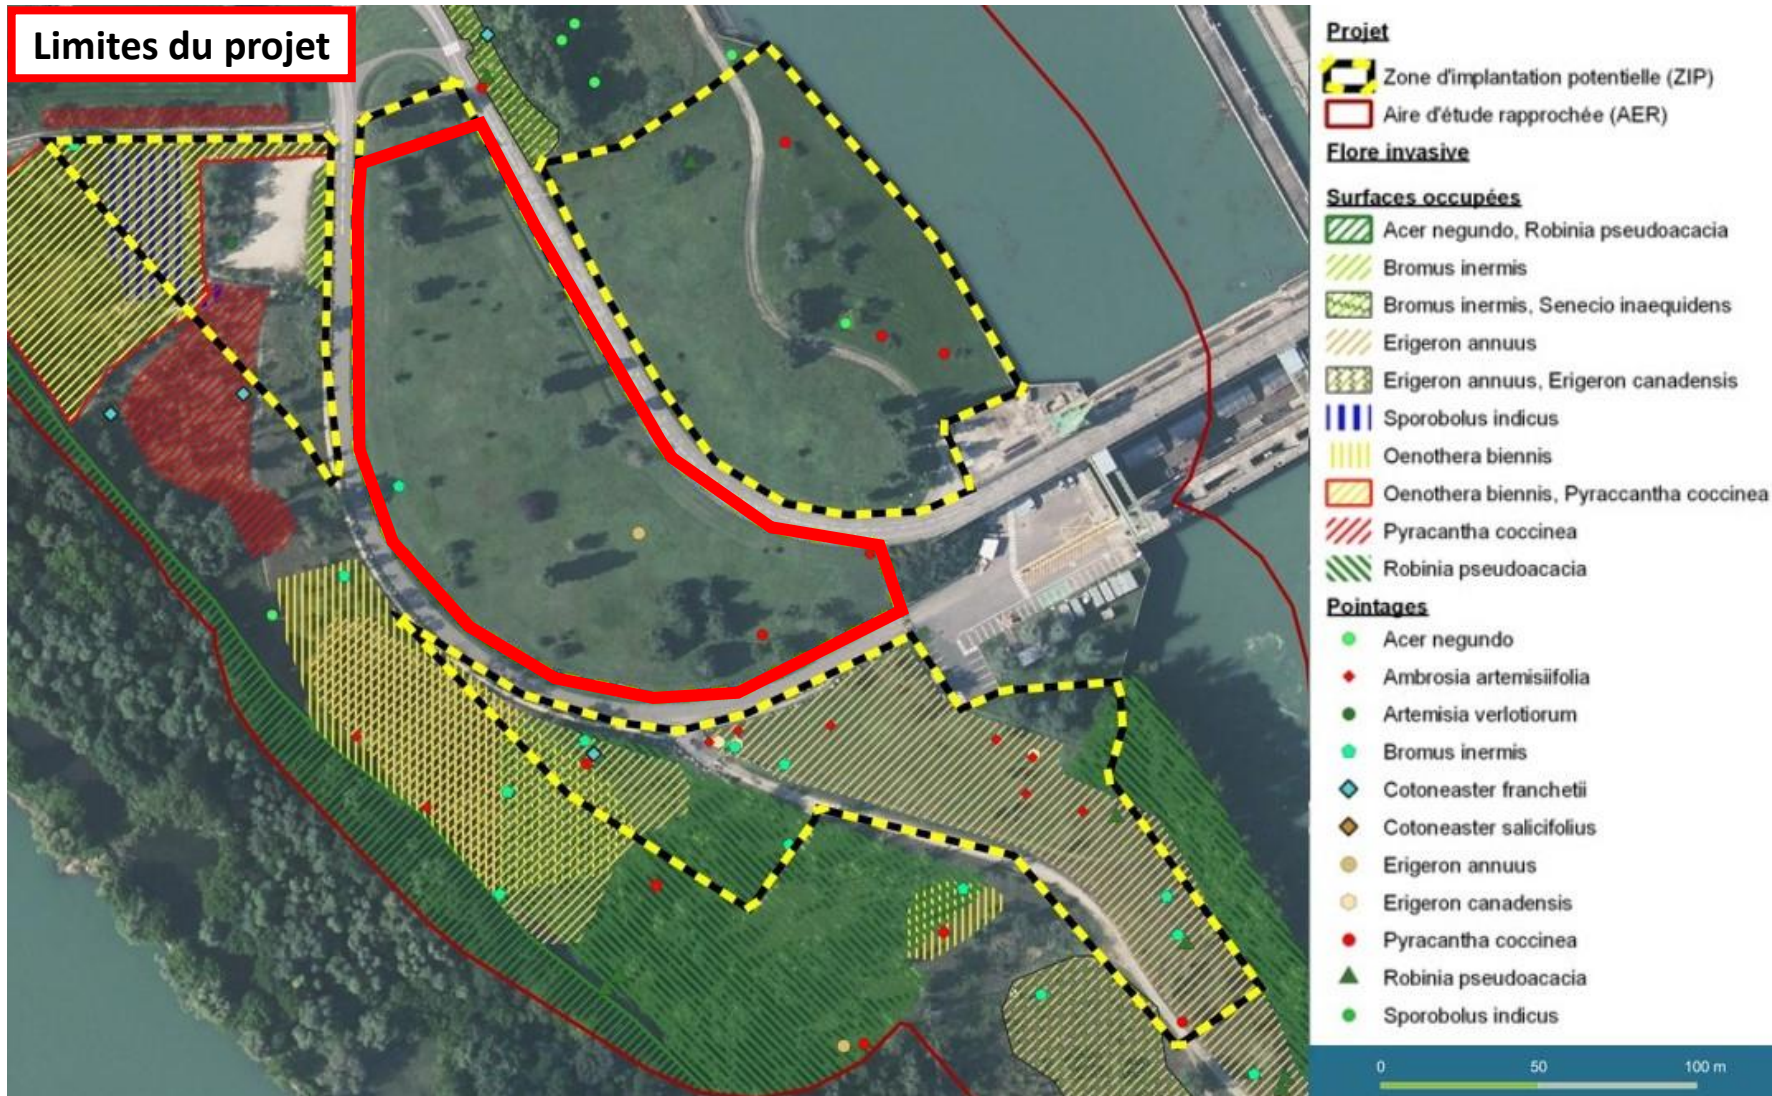 Limites du projet
Projet
Zone d'implantation potentielle (ZIP)
Aire d'étude rapprochée (AER)
Flore invasive
Surfaces occupées
Acer negundo, Robinia pseudoacacia
Bromus inermis
Bromus inermis, Senecio inaequidens
Erigeron annuus
Erigeron annuus, Erigeron canadensis
Sporobolus indicus
Oenothera biennis
Oenothera biennis, Pyraccantha coccinea
Pyracantha coccinea
Robinia pseudoacacia
Pointages
Acer negundo
Ambrosia artemisiifolia
Artemisia verlotiorum
Bromus inermis
Cotoneaster franchetii
Cotoneaster salicifolius
Erigeron annuus
Erigeron canadensis
Pyracantha coccinea
Robinia pseudoacacia
Sporobolus indicus
0 50 100 m